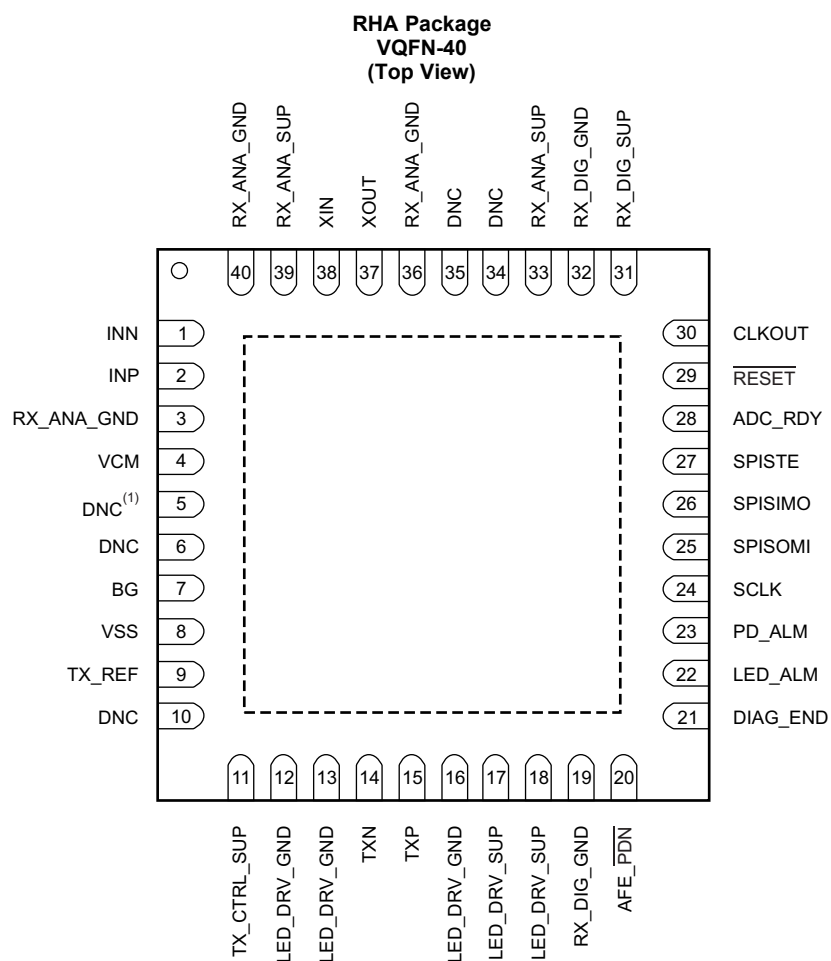 RHA Package
VQFN-40
(Top View)
RX_ANA_GND
RX_ANA_SUP
XIN
XOUT
RX_ANA_GND
DNC
DNC
RX_ANA_SUP
RX_DIG_GND
RX_DIG_SUP
40 39 38 37 36 35 34 33 32 31
INN 1 30 CLKOUT
INP 2 29 RESET
RX_ANA_GND 3 28 ADC_RDY
VCM 4 27 SPISTE
DNC(1) 5 26 SPISIMO
DNC 6 25 SPISOMI
BG 7 24 SCLK
VSS 8 23 PD_ALM
TX_REF 9 22 LED_ALM
DNC 10 21 DIAG_END
11 12 13 14 15 16 17 18 19 20
TX_CTRL_SUP
LED_DRV_GND
LED_DRV_GND
TXN
TXP
LED_DRV_GND
LED_DRV_SUP
LED_DRV_SUP
RX_DIG_GND
AFE_PDN